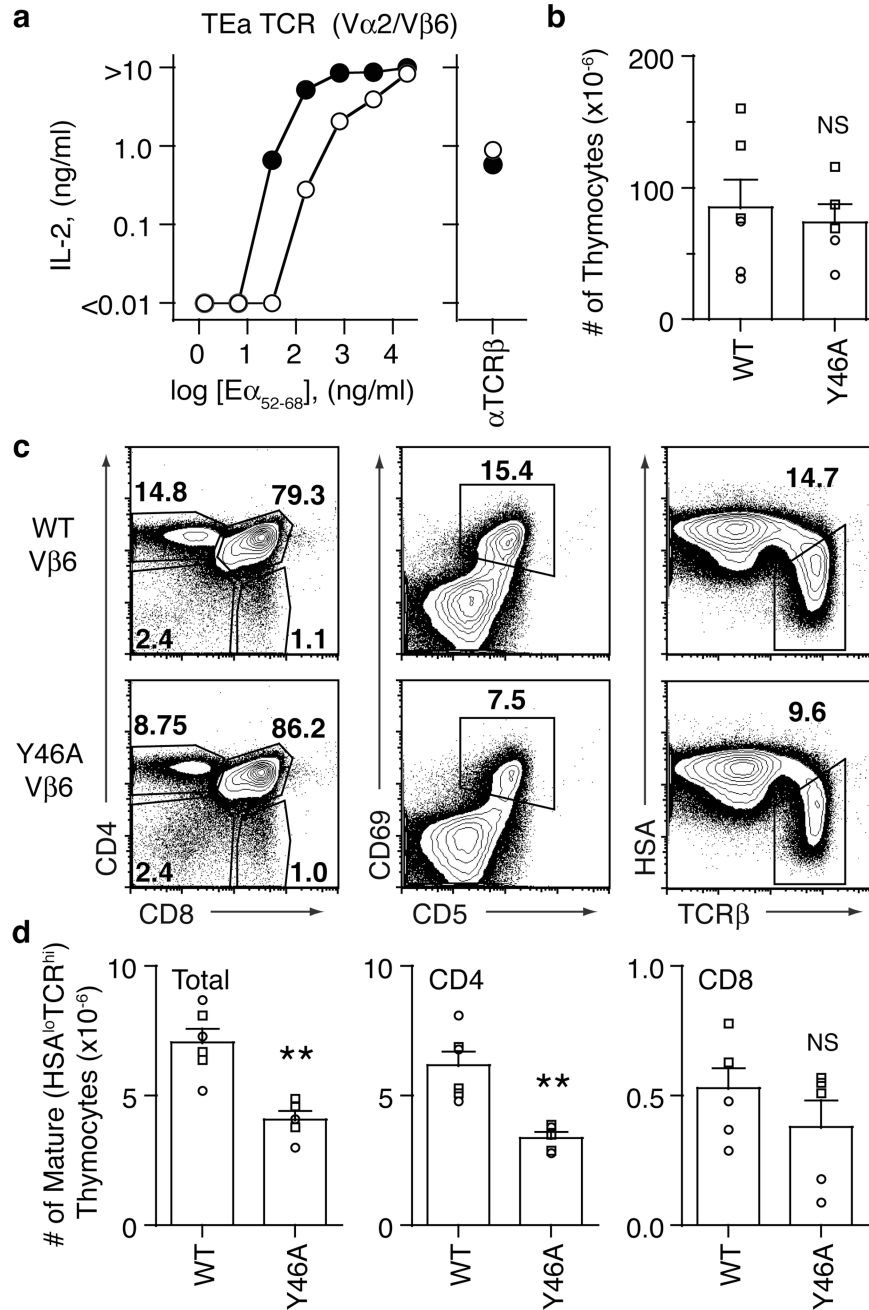 a
TEa TCR (Vα2/Vβ6)
IL-2, (ng/ml)
>10
1.0
0.1
<0.01
0 1 2 3 4
log [Eα52-68], (ng/ml)
αTCRβ
b
# of Thymocytes (x10-6)
200
100
0
NS
WT
Y46A
c
WT
Vβ6
14.8 79.3
2.4 1.1
15.4
14.7
Y46A
Vβ6
8.75 86.2
2.4 1.0
7.5
9.6
CD4
CD8
CD69
CD5
HSA
TCRβ
d
# of Mature (HSAloTCRhi)
Thymocytes (x10-6)
10
5
0
Total
**
WT
Y46A
10
5
0
CD4
**
WT
Y46A
1.0
0.5
0.0
CD8
NS
WT
Y46A